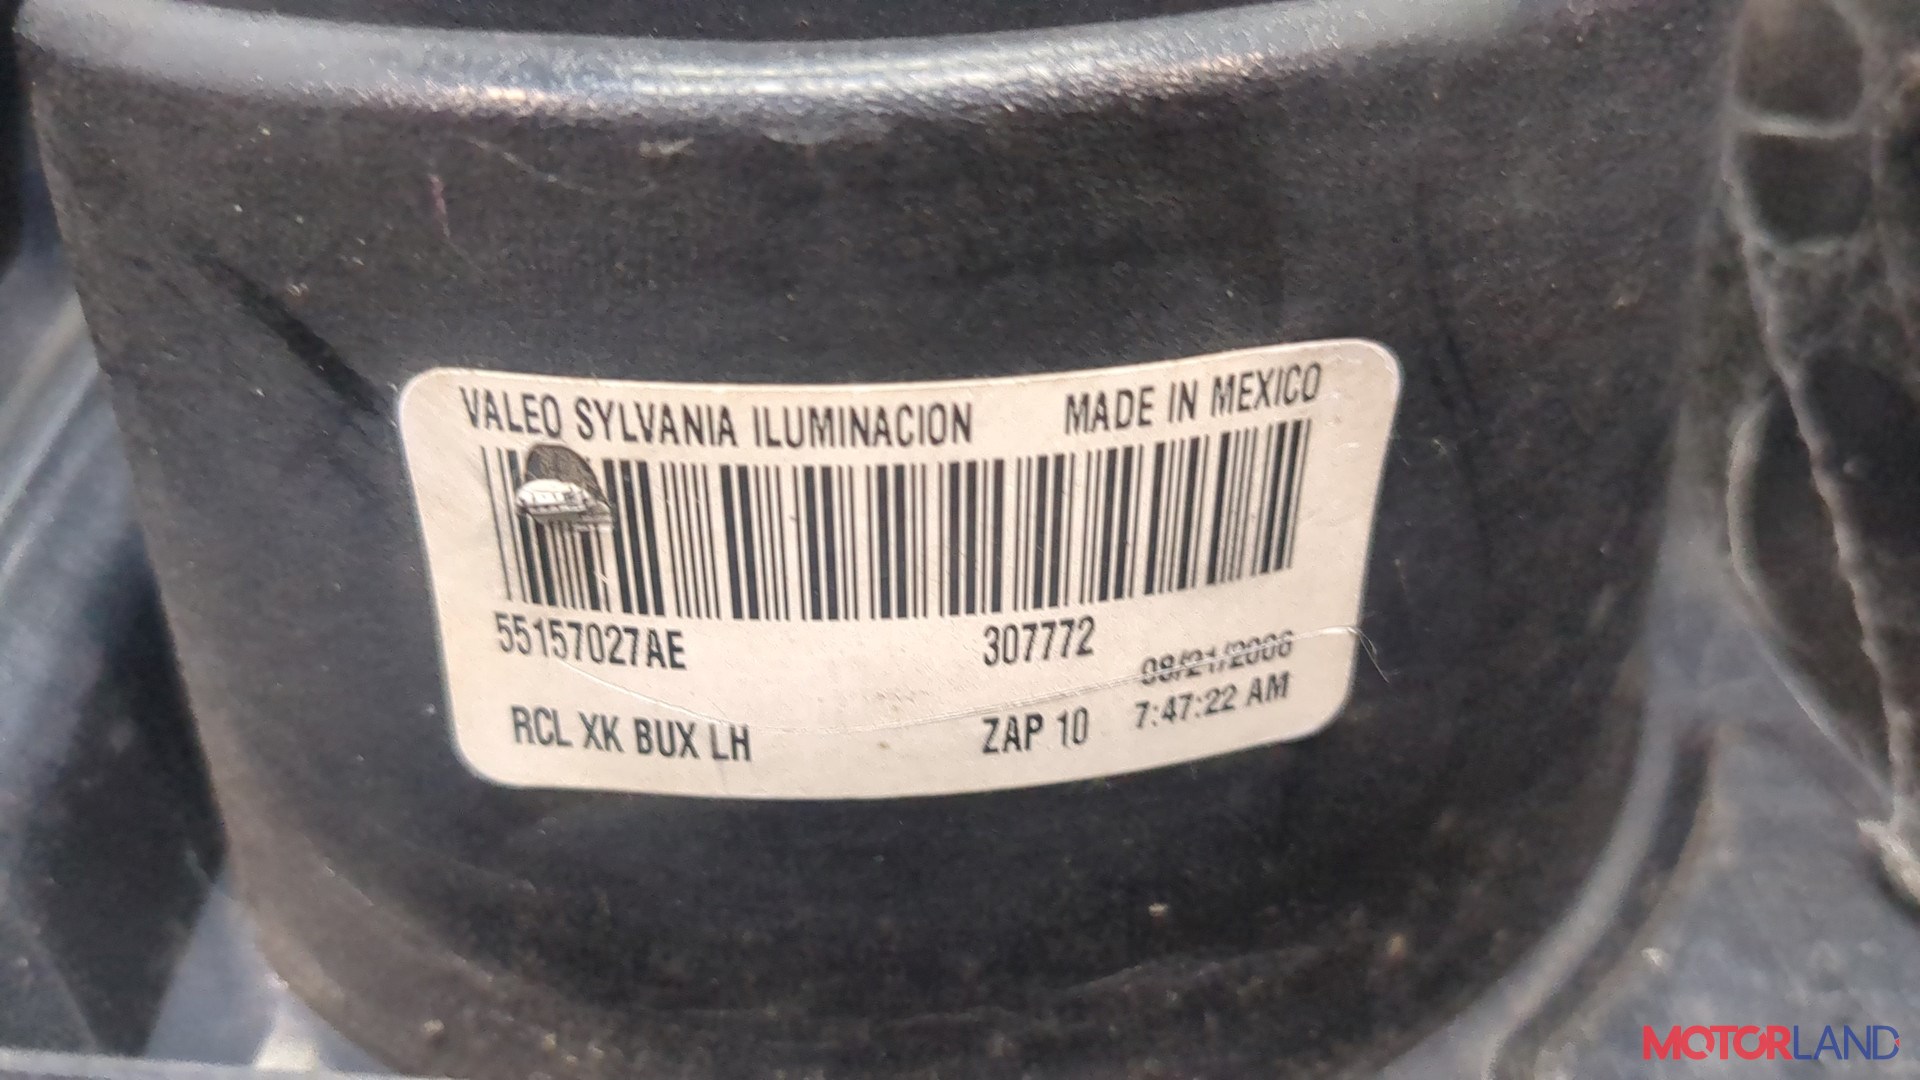 VALEO SYLVANIA ILUMINACION MADE IN MEXICO
55157027AE 307772 08/21/2006
RCL XK BUX LH ZAP 10 7:47:22 AM
MOTORLAND